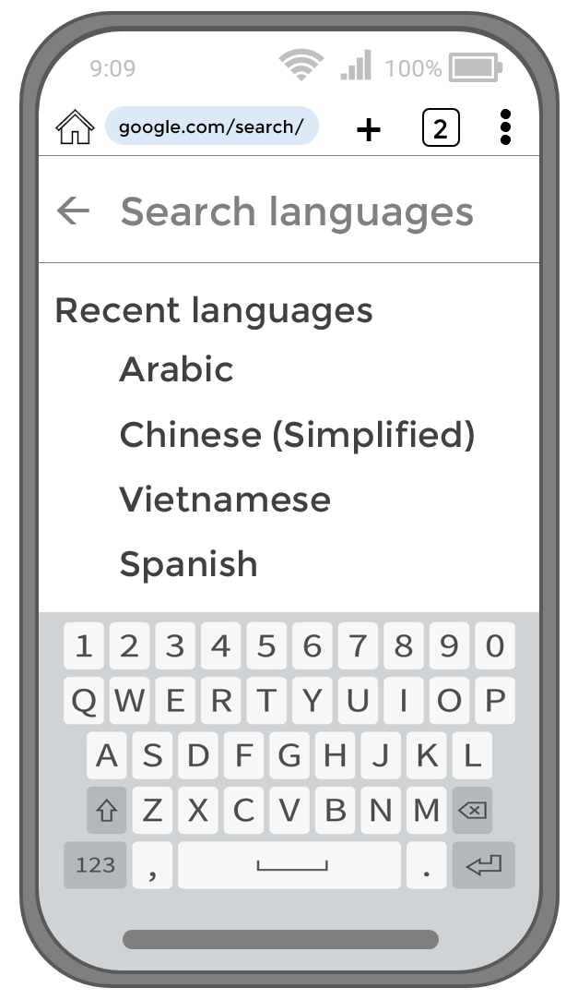 9:09 100%
google.com/search/ + 2
Search languages
Recent languages
Arabic
Chinese (Simplified)
Vietnamese
Spanish
1 2 3 4 5 6 7 8 9 0
Q W E R T Y U I O P
A S D F G H J K L
Z X C V B N M
123 , .